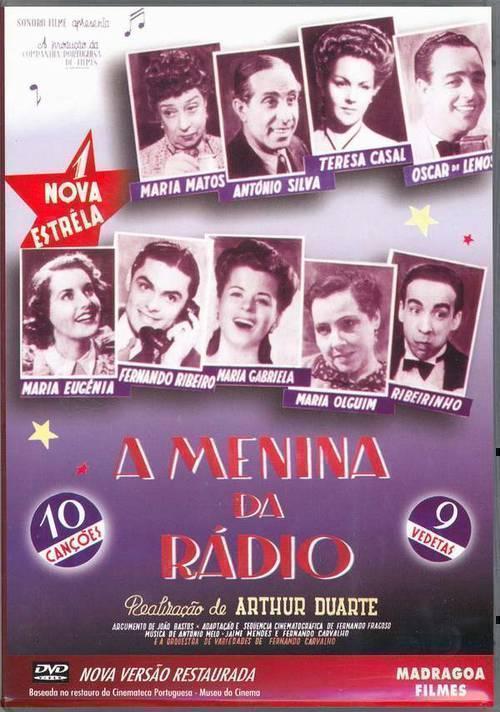 SONORO FILME apresenta
A produção da
COMPANHIA PORTUGUESA
DE FILMES
MARIA MATOS
ANTÓNIO SILVA
TERESA CASAL
OSCAR DE LEMOS
1
NOVA
ESTRÊLA
MARIA EUGÉNIA
FERNANDO RIBEIRO
MARIA GABRIELA
MARIA OLGUIM
RIBEIRINHO
A MENINA
DA
RÁDIO
10
CANÇÕES
9
VEDETAS
Realização de ARTHUR DUARTE
ARGUMENTO DE JOÃO BASTOS • ADAPTAÇÃO E SEQUÊNCIA CINEMATOGRÁFICA DE FERNANDO FRAGOSO
MÚSICA DE ANTÓNIO MELO - JAIME MENDES E FERNANDO CARVALHO
E A ORQUESTRA DE VARIEDADES DE FERNANDO CARVALHO
DVD
VIDEO
NOVA VERSÃO RESTAURADA
Baseada no restauro da Cinemateca Portuguesa - Museu do Cinema
MADRAGOA
FILMES